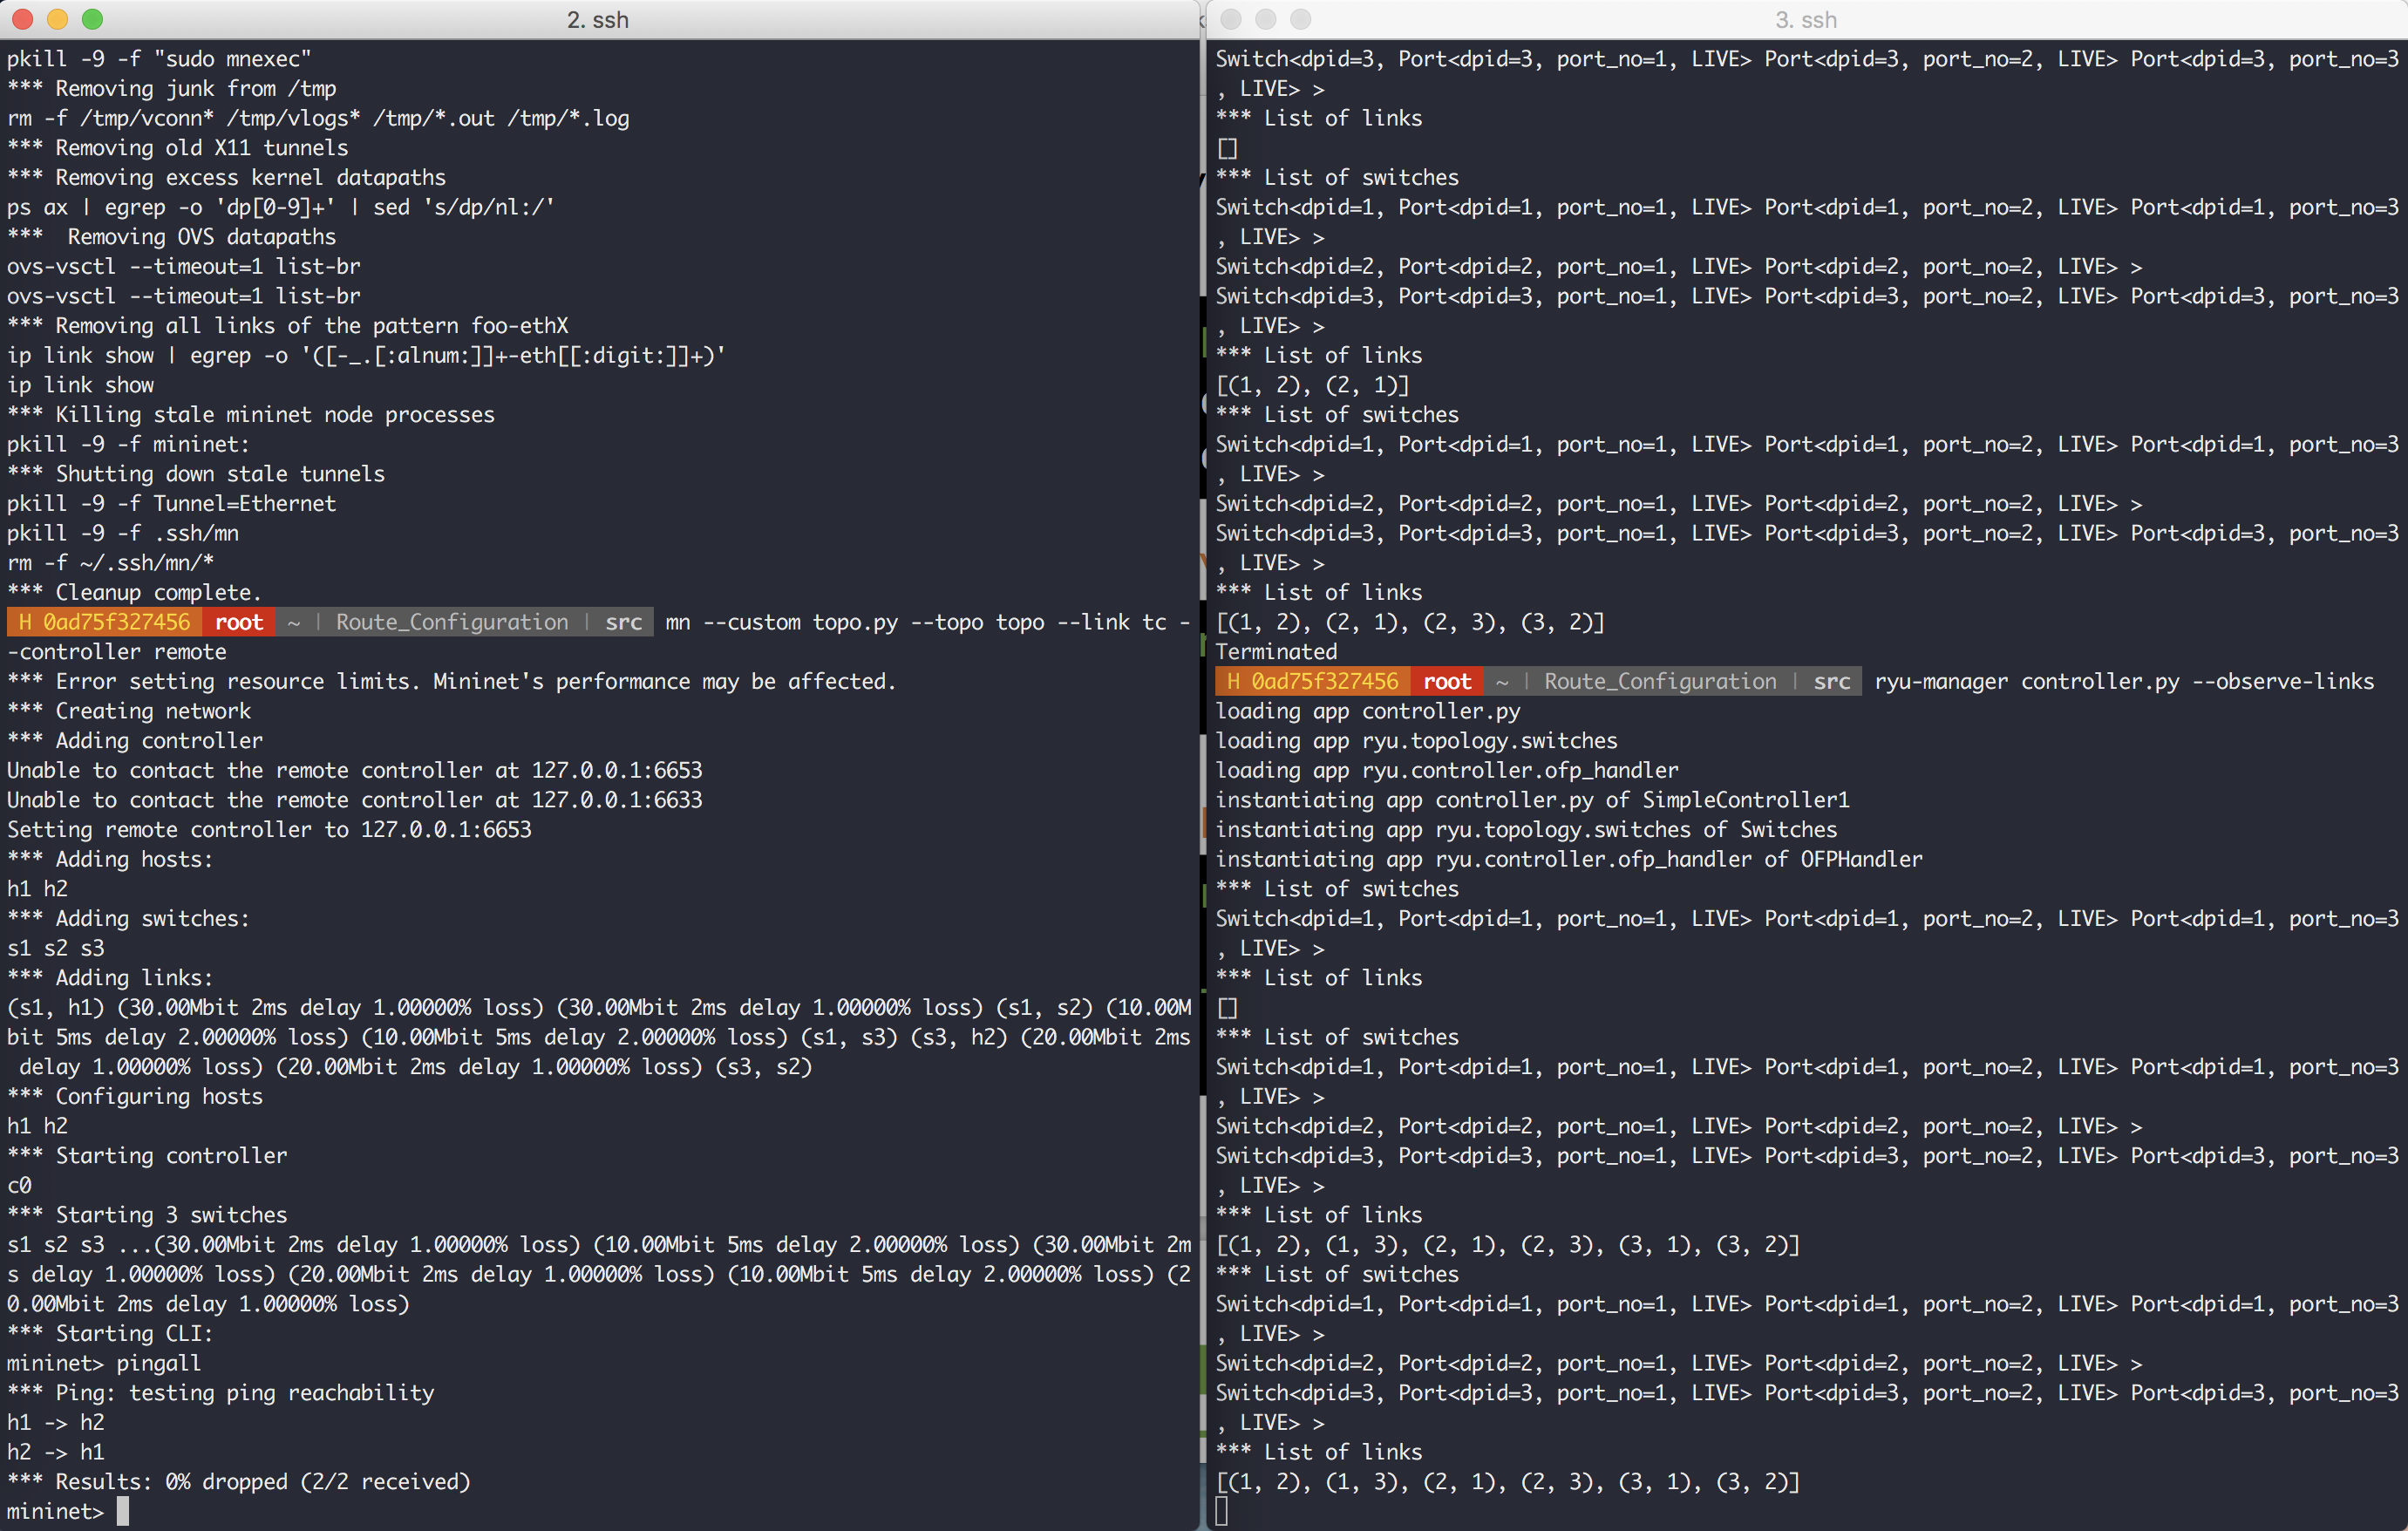 2. ssh
pkill -9 -f "sudo mnexec"
*** Removing junk from /tmp
rm -f /tmp/vconn* /tmp/vlogs* /tmp/*.out /tmp/*.log
*** Removing old X11 tunnels
*** Removing excess kernel datapaths
ps ax | egrep -o 'dp[0-9]+' | sed 's/dp/nl:/'
***  Removing OVS datapaths
ovs-vsctl --timeout=1 list-br
ovs-vsctl --timeout=1 list-br
*** Removing all links of the pattern foo-ethX
ip link show | egrep -o '([-_.[:alnum:]]+-eth[[:digit:]]+)'
ip link show
*** Killing stale mininet node processes
pkill -9 -f mininet:
*** Shutting down stale tunnels
pkill -9 -f Tunnel=Ethernet
pkill -9 -f .ssh/mn
rm -f ~/.ssh/mn/*
*** Cleanup complete.
H 0ad75f327456 root ~ | Route_Configuration | src mn --custom topo.py --topo topo --link tc -
-controller remote
*** Error setting resource limits. Mininet's performance may be affected.
*** Creating network
*** Adding controller
Unable to contact the remote controller at 127.0.0.1:6653
Unable to contact the remote controller at 127.0.0.1:6633
Setting remote controller to 127.0.0.1:6653
*** Adding hosts:
h1 h2
*** Adding switches:
s1 s2 s3
*** Adding links:
(s1, h1) (30.00Mbit 2ms delay 1.00000% loss) (30.00Mbit 2ms delay 1.00000% loss) (s1, s2) (10.00M
bit 5ms delay 2.00000% loss) (10.00Mbit 5ms delay 2.00000% loss) (s1, s3) (s3, h2) (20.00Mbit 2ms
 delay 1.00000% loss) (20.00Mbit 2ms delay 1.00000% loss) (s3, s2)
*** Configuring hosts
h1 h2
*** Starting controller
c0
*** Starting 3 switches
s1 s2 s3 ...(30.00Mbit 2ms delay 1.00000% loss) (10.00Mbit 5ms delay 2.00000% loss) (30.00Mbit 2m
s delay 1.00000% loss) (20.00Mbit 2ms delay 1.00000% loss) (10.00Mbit 5ms delay 2.00000% loss) (2
0.00Mbit 2ms delay 1.00000% loss)
*** Starting CLI:
mininet> pingall
*** Ping: testing ping reachability
h1 -> h2
h2 -> h1
*** Results: 0% dropped (2/2 received)
mininet>
3. ssh
Switch<dpid=3, Port<dpid=3, port_no=1, LIVE> Port<dpid=3, port_no=2, LIVE> Port<dpid=3, port_no=3
, LIVE> >
*** List of links
[]
*** List of switches
Switch<dpid=1, Port<dpid=1, port_no=1, LIVE> Port<dpid=1, port_no=2, LIVE> Port<dpid=1, port_no=3
, LIVE> >
Switch<dpid=2, Port<dpid=2, port_no=1, LIVE> Port<dpid=2, port_no=2, LIVE> >
Switch<dpid=3, Port<dpid=3, port_no=1, LIVE> Port<dpid=3, port_no=2, LIVE> Port<dpid=3, port_no=3
, LIVE> >
*** List of links
[(1, 2), (2, 1)]
*** List of switches
Switch<dpid=1, Port<dpid=1, port_no=1, LIVE> Port<dpid=1, port_no=2, LIVE> Port<dpid=1, port_no=3
, LIVE> >
Switch<dpid=2, Port<dpid=2, port_no=1, LIVE> Port<dpid=2, port_no=2, LIVE> >
Switch<dpid=3, Port<dpid=3, port_no=1, LIVE> Port<dpid=3, port_no=2, LIVE> Port<dpid=3, port_no=3
, LIVE> >
*** List of links
[(1, 2), (2, 1), (2, 3), (3, 2)]
Terminated
H 0ad75f327456 root ~ | Route_Configuration | src ryu-manager controller.py --observe-links
loading app controller.py
loading app ryu.topology.switches
loading app ryu.controller.ofp_handler
instantiating app controller.py of SimpleController1
instantiating app ryu.topology.switches of Switches
instantiating app ryu.controller.ofp_handler of OFPHandler
*** List of switches
Switch<dpid=1, Port<dpid=1, port_no=1, LIVE> Port<dpid=1, port_no=2, LIVE> Port<dpid=1, port_no=3
, LIVE> >
*** List of links
[]
*** List of switches
Switch<dpid=1, Port<dpid=1, port_no=1, LIVE> Port<dpid=1, port_no=2, LIVE> Port<dpid=1, port_no=3
, LIVE> >
Switch<dpid=2, Port<dpid=2, port_no=1, LIVE> Port<dpid=2, port_no=2, LIVE> >
Switch<dpid=3, Port<dpid=3, port_no=1, LIVE> Port<dpid=3, port_no=2, LIVE> Port<dpid=3, port_no=3
, LIVE> >
*** List of links
[(1, 2), (1, 3), (2, 1), (2, 3), (3, 1), (3, 2)]
*** List of switches
Switch<dpid=1, Port<dpid=1, port_no=1, LIVE> Port<dpid=1, port_no=2, LIVE> Port<dpid=1, port_no=3
, LIVE> >
Switch<dpid=2, Port<dpid=2, port_no=1, LIVE> Port<dpid=2, port_no=2, LIVE> >
Switch<dpid=3, Port<dpid=3, port_no=1, LIVE> Port<dpid=3, port_no=2, LIVE> Port<dpid=3, port_no=3
, LIVE> >
*** List of links
[(1, 2), (1, 3), (2, 1), (2, 3), (3, 1), (3, 2)]